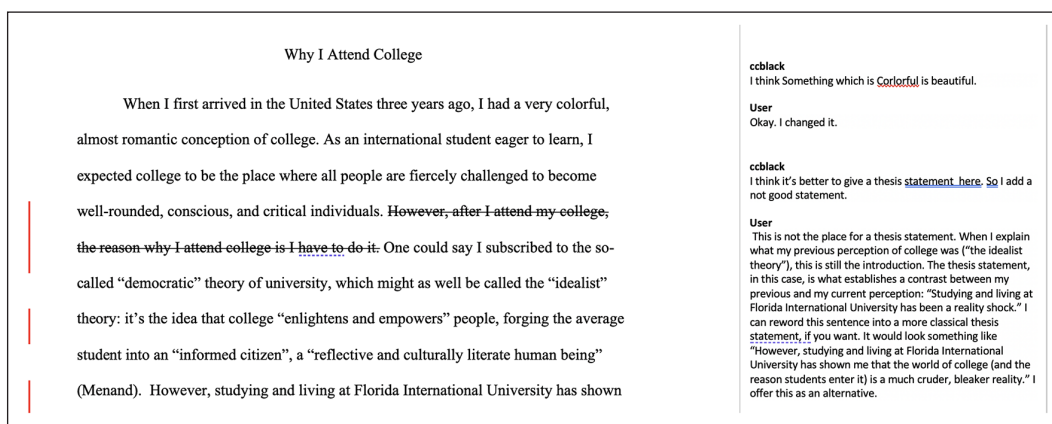 Why I Attend College
When I first arrived in the United States three years ago, I had a very colorful,
almost romantic conception of college. As an international student eager to learn, I
expected college to be the place where all people are fiercely challenged to become
well-rounded, conscious, and critical individuals. However, after I attend my college,
the reason why I attend college is I have to do it. One could say I subscribed to the so-
called “democratic” theory of university, which might as well be called the “idealist”
theory: it’s the idea that college “enlightens and empowers” people, forging the average
student into an “informed citizen”, a “reflective and culturally literate human being”
(Menand). However, studying and living at Florida International University has shown
ccblack
I think Something which is Corlorful is beautiful.
User
Okay. I changed it.
ccblack
I think it’s better to give a thesis statement here. So I add a
not good statement.
User
This is not the place for a thesis statement. When I explain
what my previous perception of college was (“the idealist
theory”), this is still the introduction. The thesis statement,
in this case, is what establishes a contrast between my
previous and my current perception: “Studying and living at
Florida International University has been a reality shock.” I
can reword this sentence into a more classical thesis
statement, if you want. It would look something like
“However, studying and living at Florida International
University has shown me that the world of college (and the
reason students enter it) is a much cruder, bleaker reality.” I
offer this as an alternative.